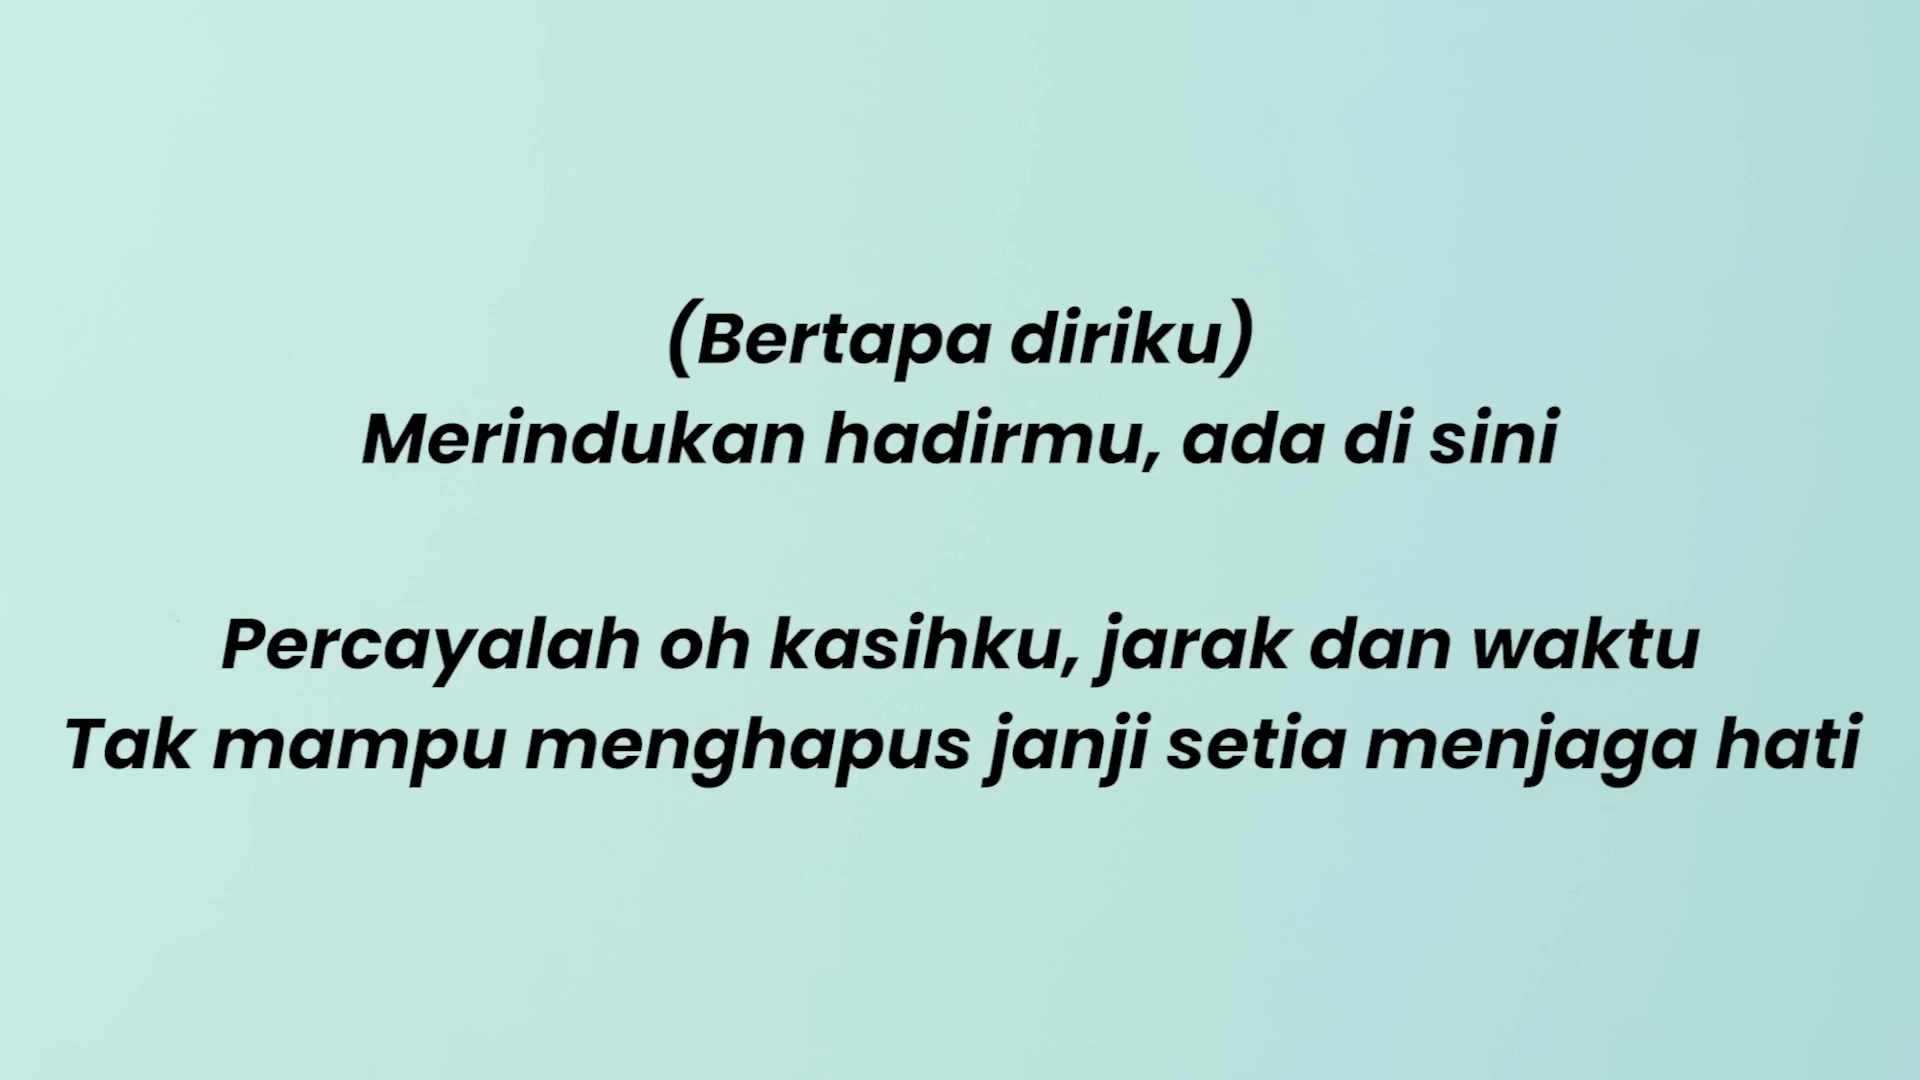 (Bertapa diriku)
Merindukan hadirmu, ada di sini
Percayalah oh kasihku, jarak dan waktu
Tak mampu menghapus janji setia menjaga hati